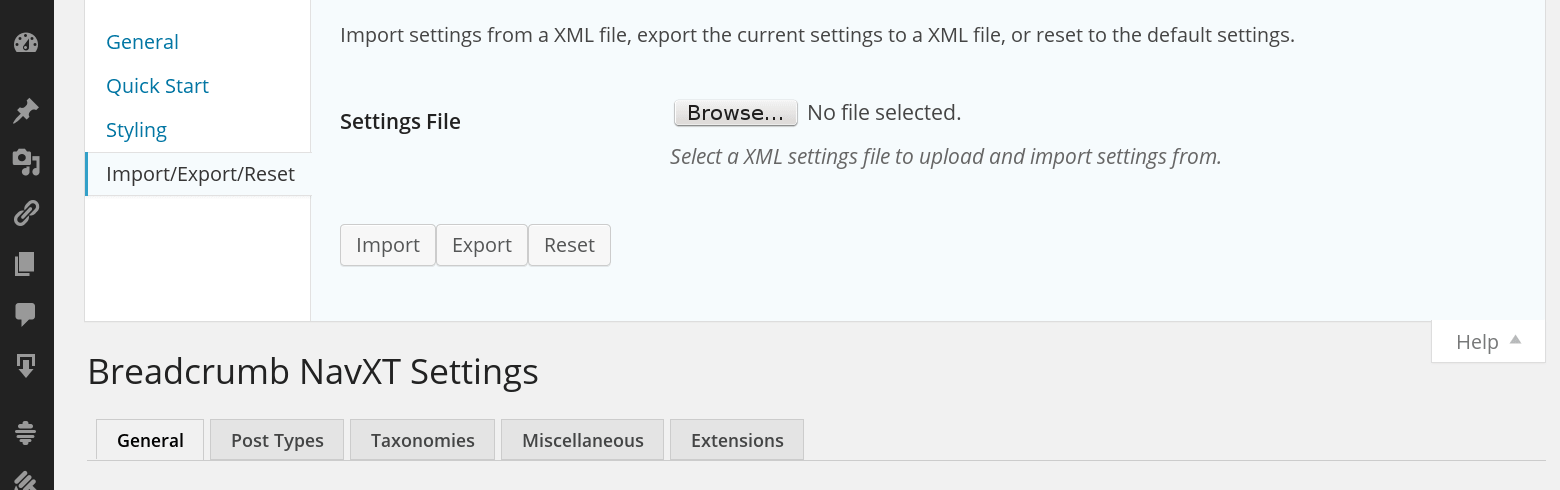 General
Quick Start
Styling
Import/Export/Reset
Import settings from a XML file, export the current settings to a XML file, or reset to the default settings.
Settings File
Browse... No file selected.
Select a XML settings file to upload and import settings from.
Import Export Reset
Help
Breadcrumb NavXT Settings
General Post Types Taxonomies Miscellaneous Extensions